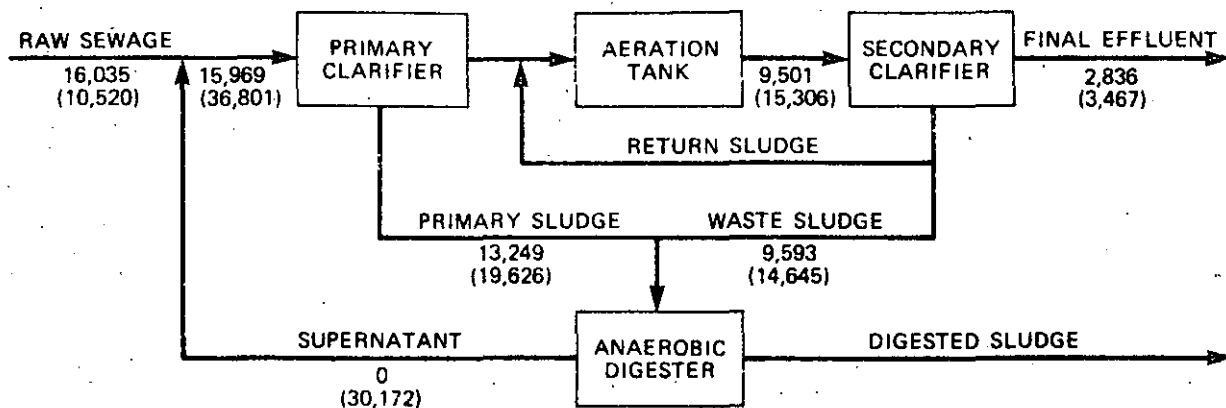 RAW SEWAGE
16,035
(10,520)
15,969
(36,801)
PRIMARY
CLARIFIER
AERATION
TANK
9,501
(15,306)
SECONDARY
CLARIFIER
FINAL EFFLUENT
2,836
(3,467)
RETURN SLUDGE
PRIMARY SLUDGE
13,249
(19,626)
WASTE SLUDGE
9,593
(14,645)
SUPERNATANT
0
(30,172)
ANAEROBIC
DIGESTER
DIGESTED SLUDGE